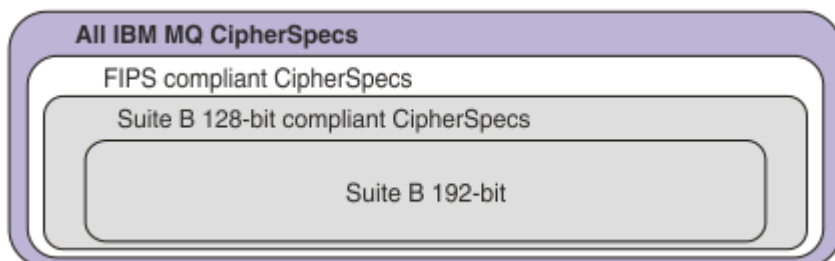 All IBM MQ CipherSpecs
FIPS compliant CipherSpecs
Suite B 128-bit compliant CipherSpecs
Suite B 192-bit